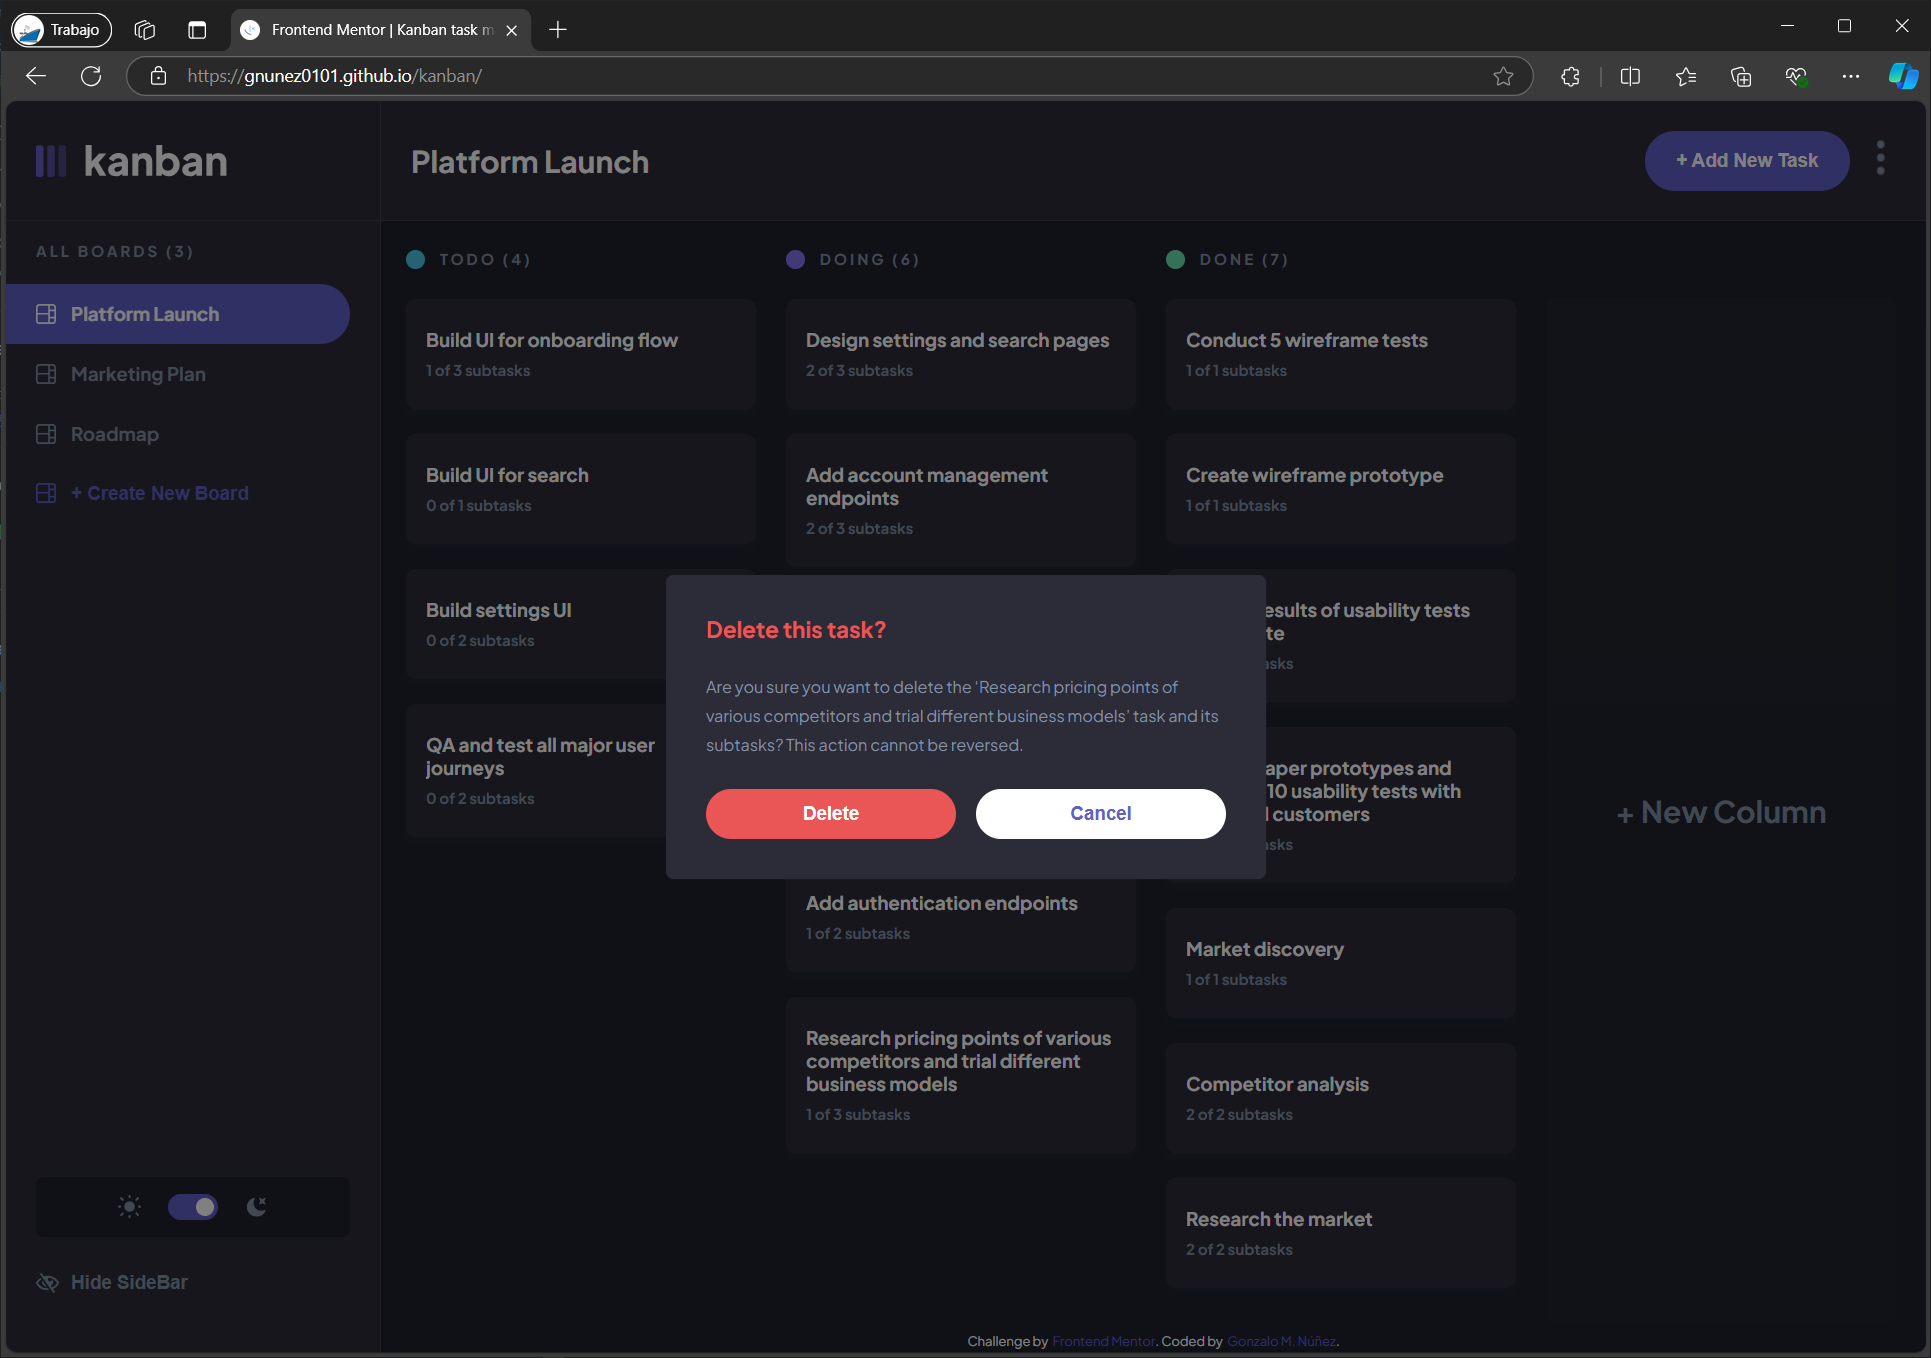 Trabajo
Frontend Mentor | Kanban task m
https://gnunez0101.github.io/kanban/
kanban
Platform Launch
+ Add New Task
ALL BOARDS (3)
Platform Launch
Marketing Plan
Roadmap
+ Create New Board
Hide SideBar
TODO (4)
Build UI for onboarding flow
1 of 3 subtasks
Build UI for search
0 of 1 subtasks
Build settings UI
0 of 2 subtasks
QA and test all major user
journeys
0 of 2 subtasks
DOING (6)
Design settings and search pages
2 of 3 subtasks
Add account management
endpoints
2 of 3 subtasks
Add authentication endpoints
1 of 2 subtasks
Research pricing points of various
competitors and trial different
business models
1 of 3 subtasks
DONE (7)
Conduct 5 wireframe tests
1 of 1 subtasks
Create wireframe prototype
1 of 1 subtasks
esults of usability tests
te
asks
aper prototypes and
10 usability tests with
customers
asks
Market discovery
1 of 1 subtasks
Competitor analysis
2 of 2 subtasks
Research the market
2 of 2 subtasks
+ New Column
Delete this task?
Are you sure you want to delete the ‘Research pricing points of
various competitors and trial different business models’ task and its
subtasks? This action cannot be reversed.
Delete
Cancel
Challenge by Frontend Mentor. Coded by Gonzalo M. Núñez.